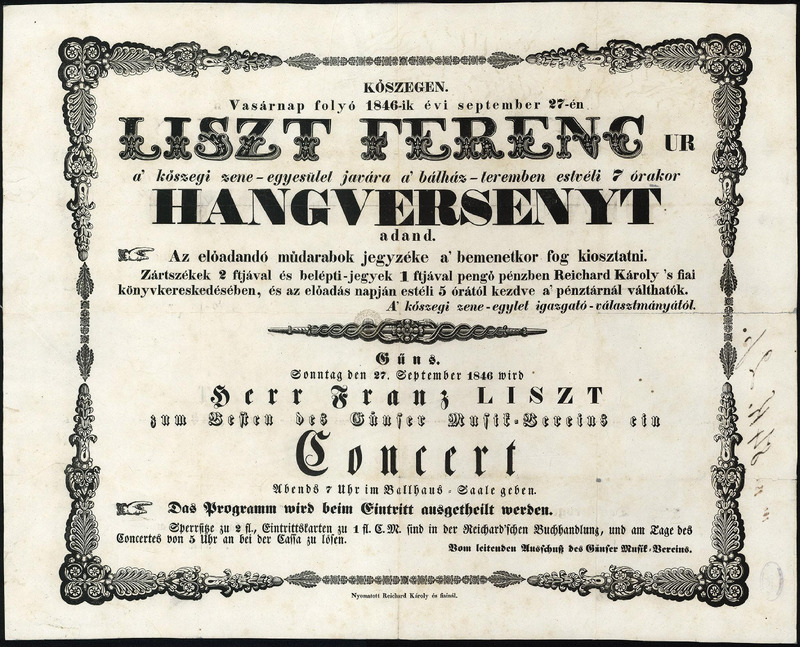 KŐSZEGEN.
Vasárnap folyó 1846-ik évi september 27-én
LISZT FERENC UR
a' kőszegi zene-egyesület javára a' bálház-teremben estvéli 7 órakor
HANGVERSENYT
adand.
Az előadandó műdarabok jegyzéke a' bemenetkor fog kiosztatni.
Zártszékek 2 ftjával és belépti-jegyek 1 ftjával pengő pénzben Reichard Károly 's fiai
könyvkereskedésében, és az előadás napján estéli 5 órától kezdve a' pénztárnál válthatók.
A' kőszegi zene-egylet igazgató-választmányától.
Güns.
Sonntag den 27. September 1846 wird
Herr Franz LISZT
zum Besten des Günser Musik-Vereins ein
Concert
Abends 7 Uhr im Ballhaus-Saale geben.
Das Programm wird beim Eintritt ausgetheilt werden.
Sperrsitze zu 2 fl., Eintrittskarten zu 1 fl. C. M. sind in der Reichard'schen Buchhandlung, und am Tage des
Concertes von 5 Uhr an bei der Cassa zu lösen.
Vom leitenden Ausschuß des Günser Musik-Vereins.
Nyomatott Reichard Károly és fiainál.